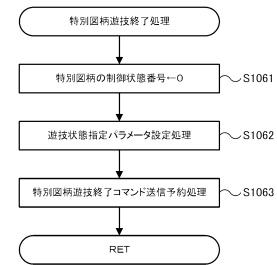 特別図柄遊技終了処理
特別図柄の制御状態番号←0
S1061
遊技状態指定パラメータ設定処理
S1062
特別図柄遊技終了コマンド送信予約処理
S1063
RET